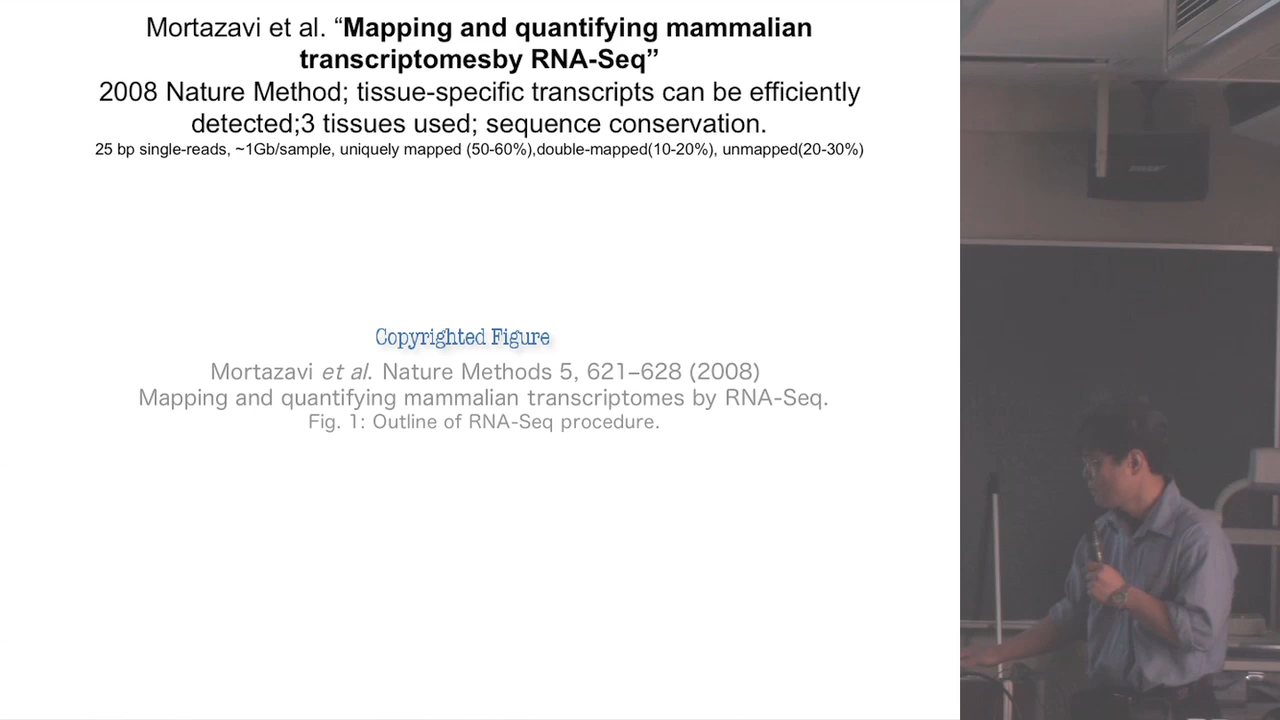 Mortazavi et al. “Mapping and quantifying mammalian
transcriptomesby RNA-Seq”
2008 Nature Method; tissue-specific transcripts can be efficiently
detected;3 tissues used; sequence conservation.
25 bp single-reads, ~1Gb/sample, uniquely mapped (50-60%),double-mapped(10-20%), unmapped(20-30%)
Copyrighted Figure
Mortazavi et al. Nature Methods 5, 621–628 (2008)
Mapping and quantifying mammalian transcriptomes by RNA-Seq.
Fig. 1: Outline of RNA-Seq procedure.